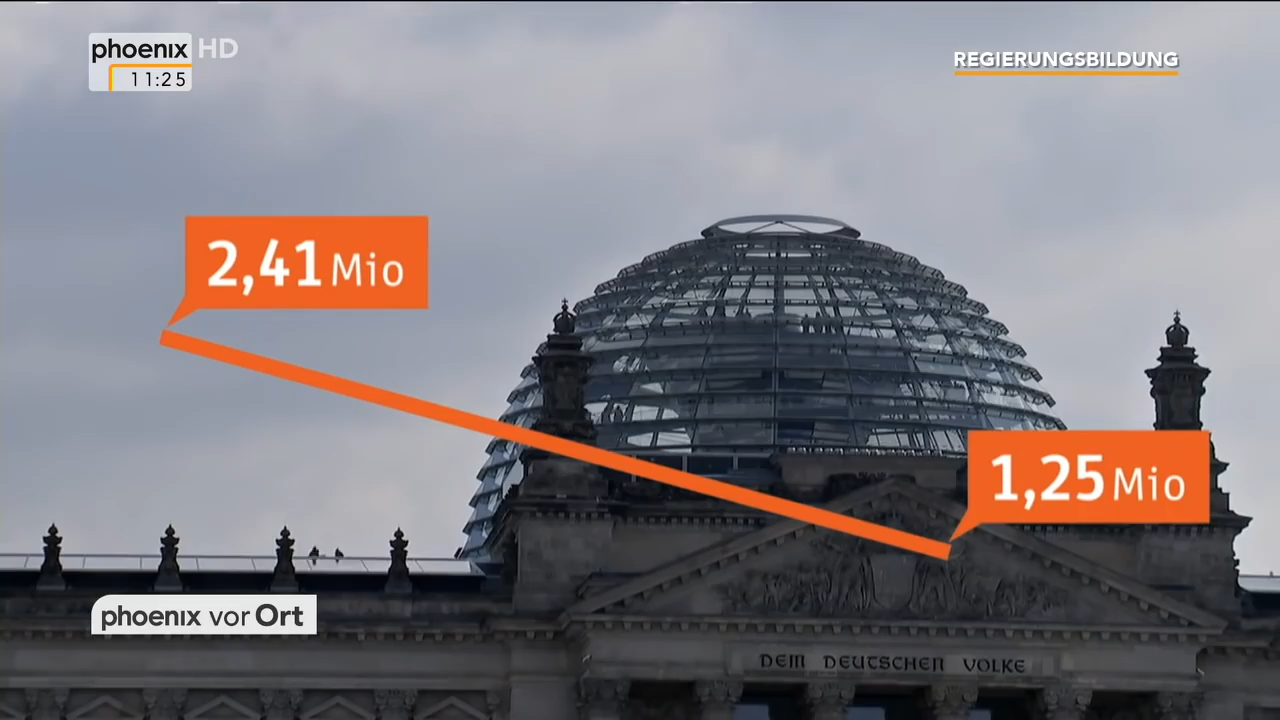 phoenix HD
11:25
REGIERUNGSBILDUNG
2,41 Mio
1,25 Mio
phoenix vor Ort
DEM DEUTSCHEN VOLKE